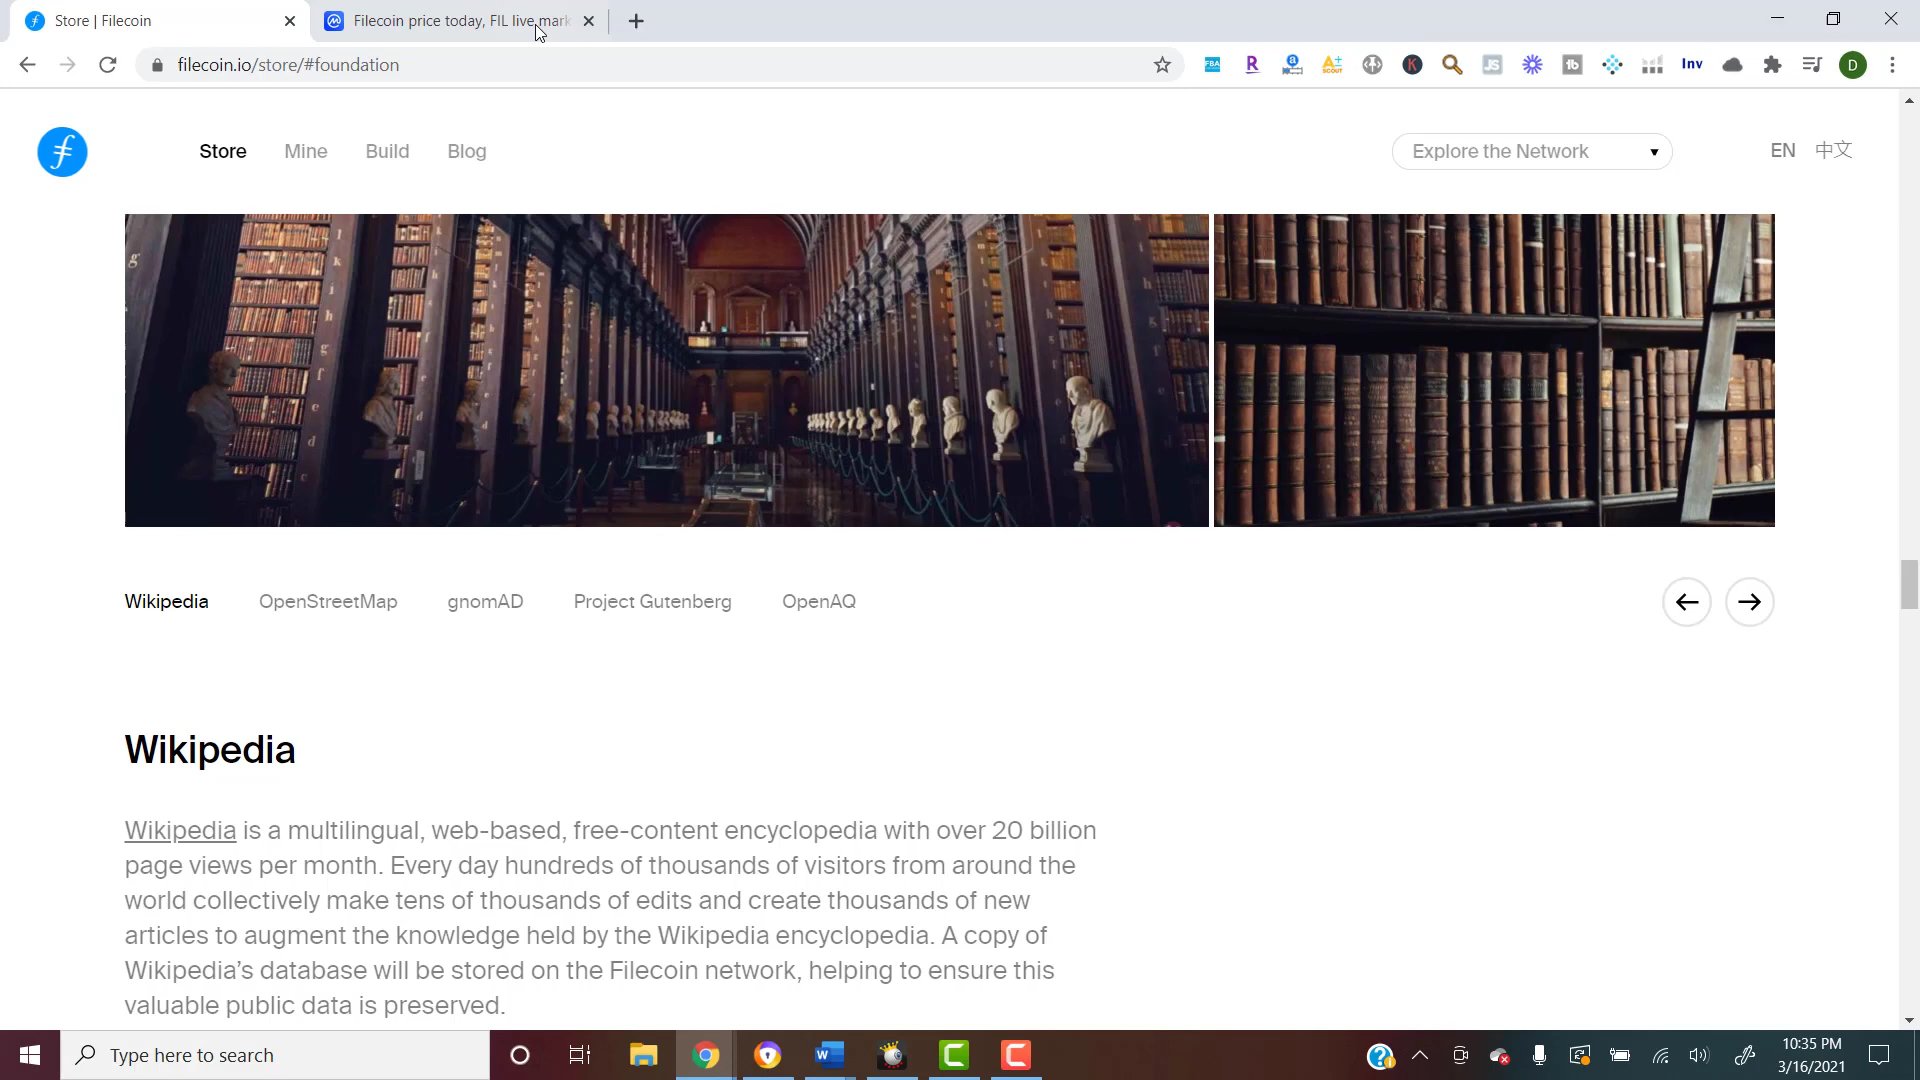 Store | Filecoin
Filecoin price today, FIL live mark
filecoin.io/store/#foundation
FBA
R
a
A+
SCOUT
K
JS
tb
Inv
D
Store
Mine
Build
Blog
Explore the Network
EN
中文
Wikipedia
OpenStreetMap
gnomAD
Project Gutenberg
OpenAQ
Wikipedia
Wikipedia is a multilingual, web-based, free-content encyclopedia with over 20 billion
page views per month. Every day hundreds of thousands of visitors from around the
world collectively make tens of thousands of edits and create thousands of new
articles to augment the knowledge held by the Wikipedia encyclopedia. A copy of
Wikipedia’s database will be stored on the Filecoin network, helping to ensure this
valuable public data is preserved.
Type here to search
10:35 PM
3/16/2021